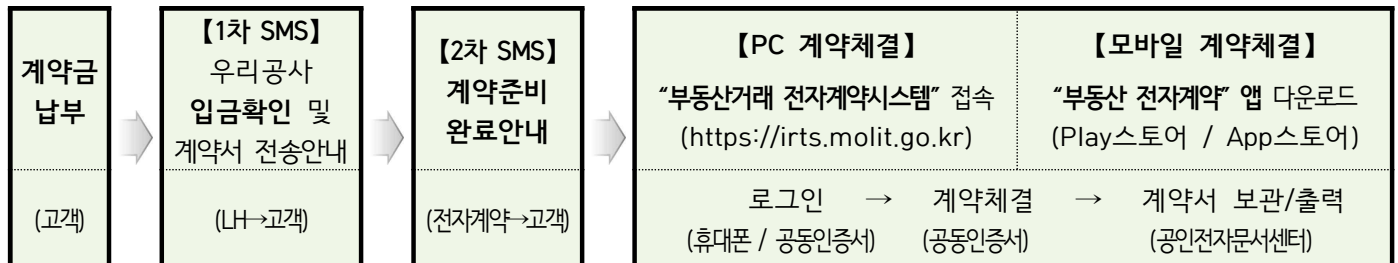 계약금
납부
(고객)
【1차 SMS】
우리공사
입금확인 및
계약서 전송안내
(LH→고객)
【2차 SMS】
계약준비
완료안내
(전자계약→고객)
【PC 계약체결】
“부동산거래 전자계약시스템” 접속
(https://irts.molit.go.kr)
【모바일 계약체결】
“부동산 전자계약” 앱 다운로드
(Play스토어 / App스토어)
로그인 → 계약체결 → 계약서 보관/출력
(휴대폰 / 공동인증서) (공동인증서) (공인전자문서센터)